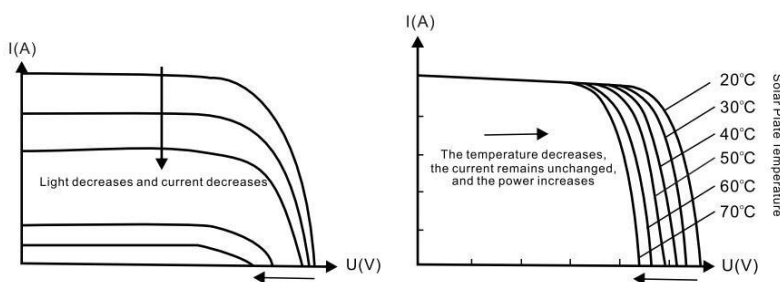 I(A)
Light decreases and current decreases
U(V)
I(A)
20°C
30°C
40°C
50°C
60°C
70°C
The temperature decreases,
the current remains unchanged,
and the power increases
Solar Plate Temperature
U(V)